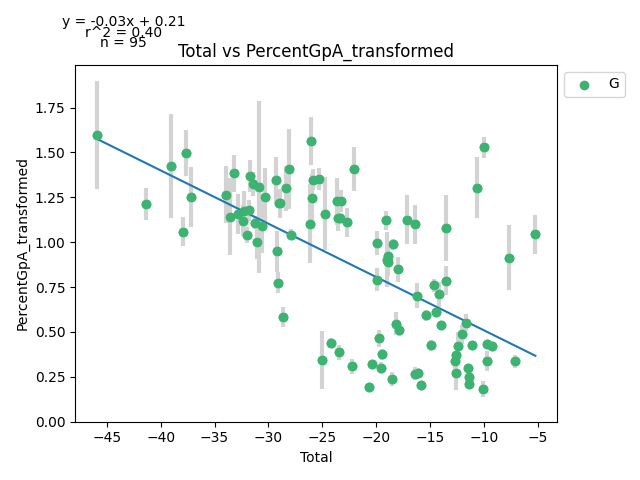 y = -0.03x + 0.21
r^2 = 0.40
n = 95
Total vs PercentGpA_transformed
G
PercentGpA_transformed
1.75
1.50
1.25
1.00
0.75
0.50
0.25
0.00
−45 −40 −35 −30 −25 −20 −15 −10 −5
Total